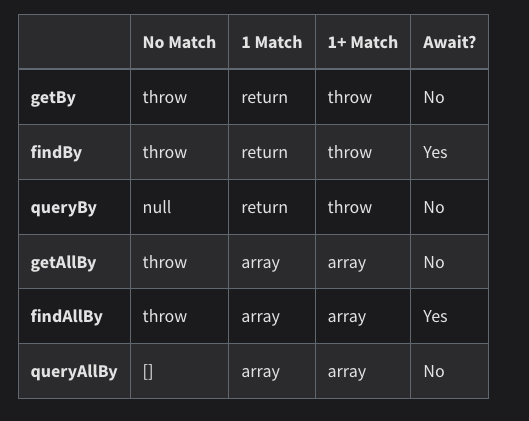 No Match 1 Match 1+ Match Await?
getBy throw return throw No
findBy throw return throw Yes
queryBy null return throw No
getAllBy throw array array No
findAllBy throw array array Yes
queryAllBy [] array array No